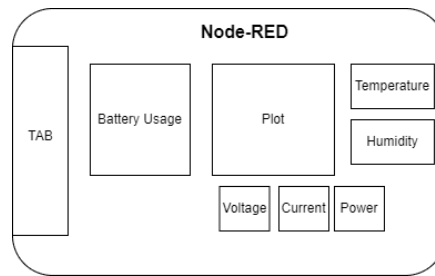 Node-RED
TAB
Battery Usage
Plot
Temperature
Humidity
Voltage
Current
Power